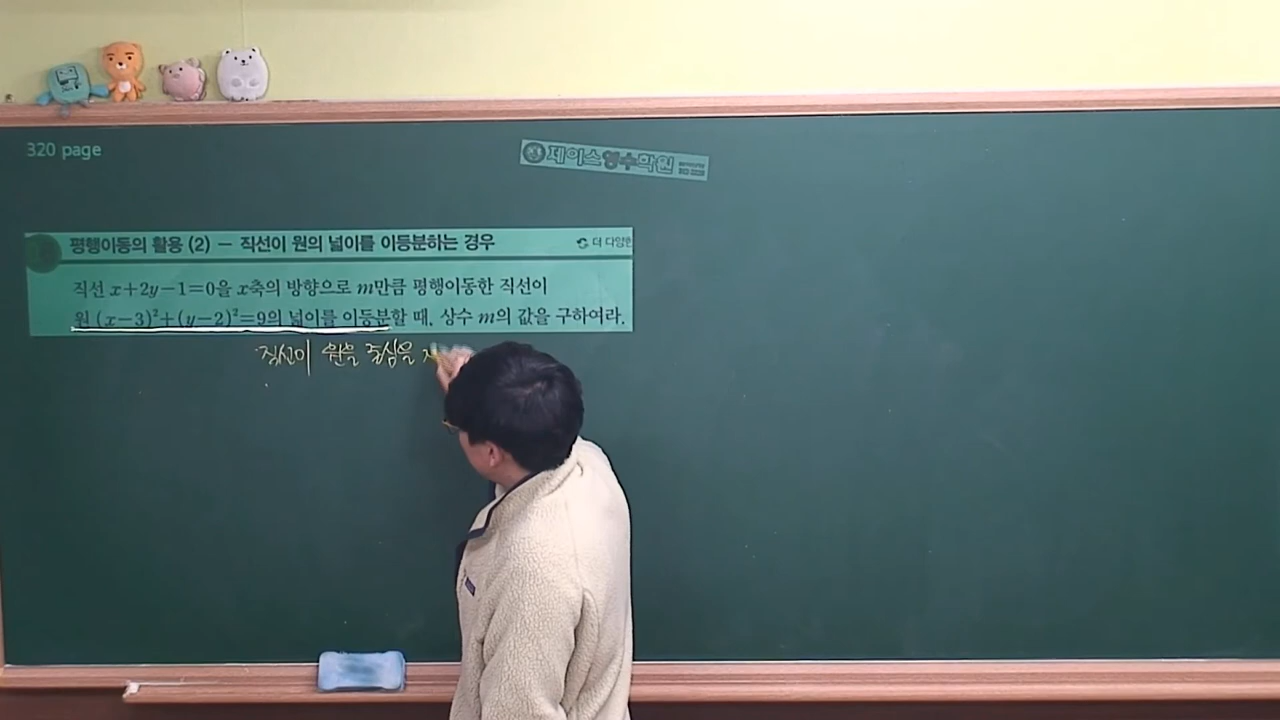 320 page
제이스영수학원
평행이동의 활용 (2) - 직선이 원의 넓이를 이등분하는 경우
더 다양한
직선 x+2y-1=0을 x축의 방향으로 m만큼 평행이동한 직선이
원 (x-3)²+(y-2)²=9의 넓이를 이등분할 때, 상수 m의 값을 구하여라.
직선이 원을 중심을